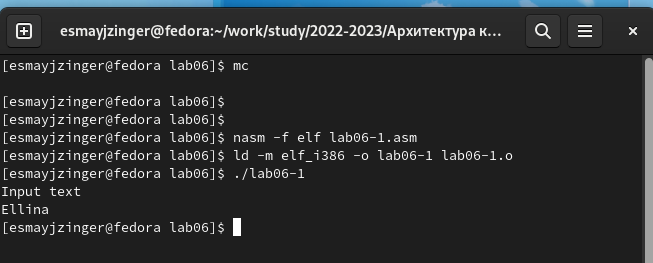 esmayjzinger@fedora:~/work/study/2022-2023/Архитектура к...
[esmayjzinger@fedora lab06]$ mc
[esmayjzinger@fedora lab06]$
[esmayjzinger@fedora lab06]$
[esmayjzinger@fedora lab06]$ nasm -f elf lab06-1.asm
[esmayjzinger@fedora lab06]$ ld -m elf_i386 -o lab06-1 lab06-1.o
[esmayjzinger@fedora lab06]$ ./lab06-1
Input text
Ellina
[esmayjzinger@fedora lab06]$